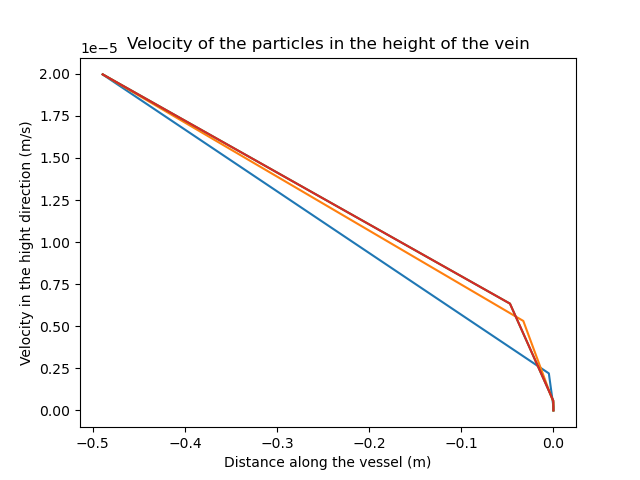 Velocity of the particles in the height of the vein
1e−5
2.00
1.75
1.50
1.25
1.00
0.75
0.50
0.25
0.00
Velocity in the hight direction (m/s)
−0.5 −0.4 −0.3 −0.2 −0.1 0.0
Distance along the vessel (m)